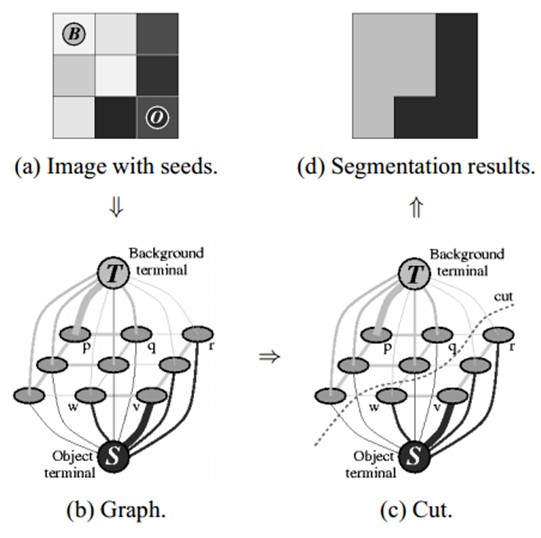 B
O
(a) Image with seeds.
(d) Segmentation results.
⇓
⇑
Background
terminal
T
p
q
r
w
v
Object
terminal
S
(b) Graph.
⇒
Background
terminal
T
cut
p
q
r
w
v
Object
terminal
S
(c) Cut.